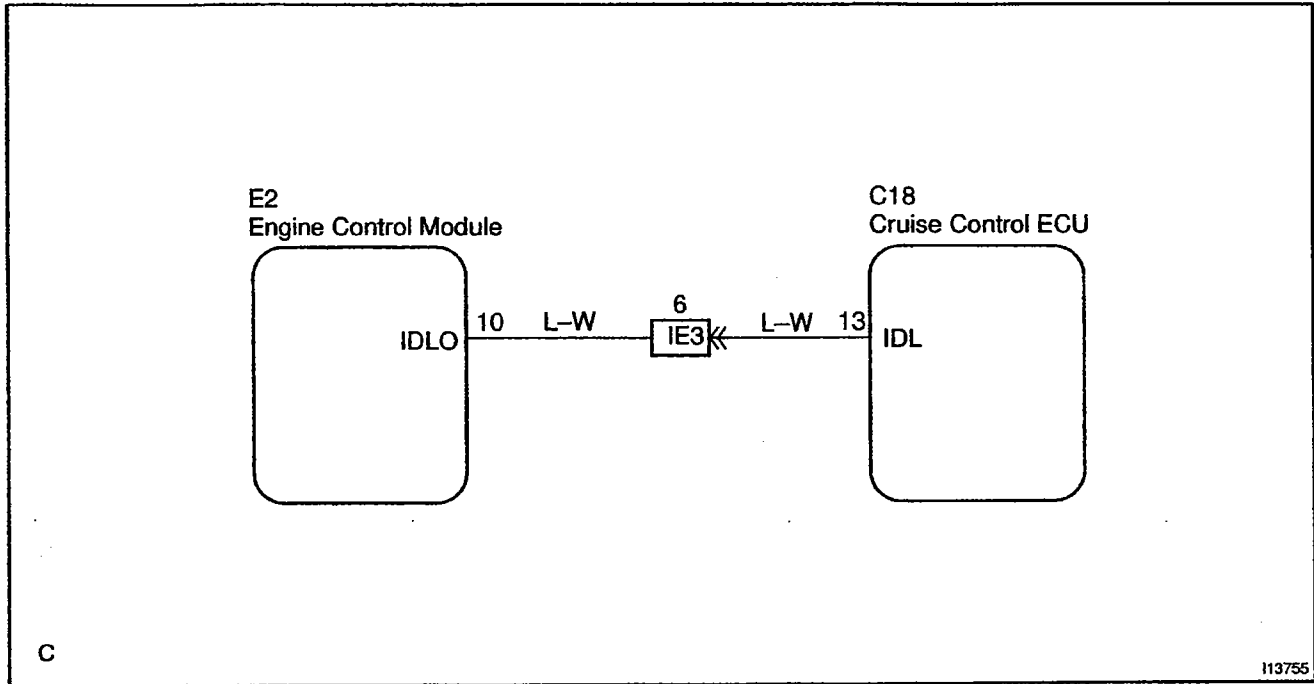 E2
Engine Control Module
C18
Cruise Control ECU
IDLO
10
L–W
6
IE3
L–W
13
IDL
C
I13755